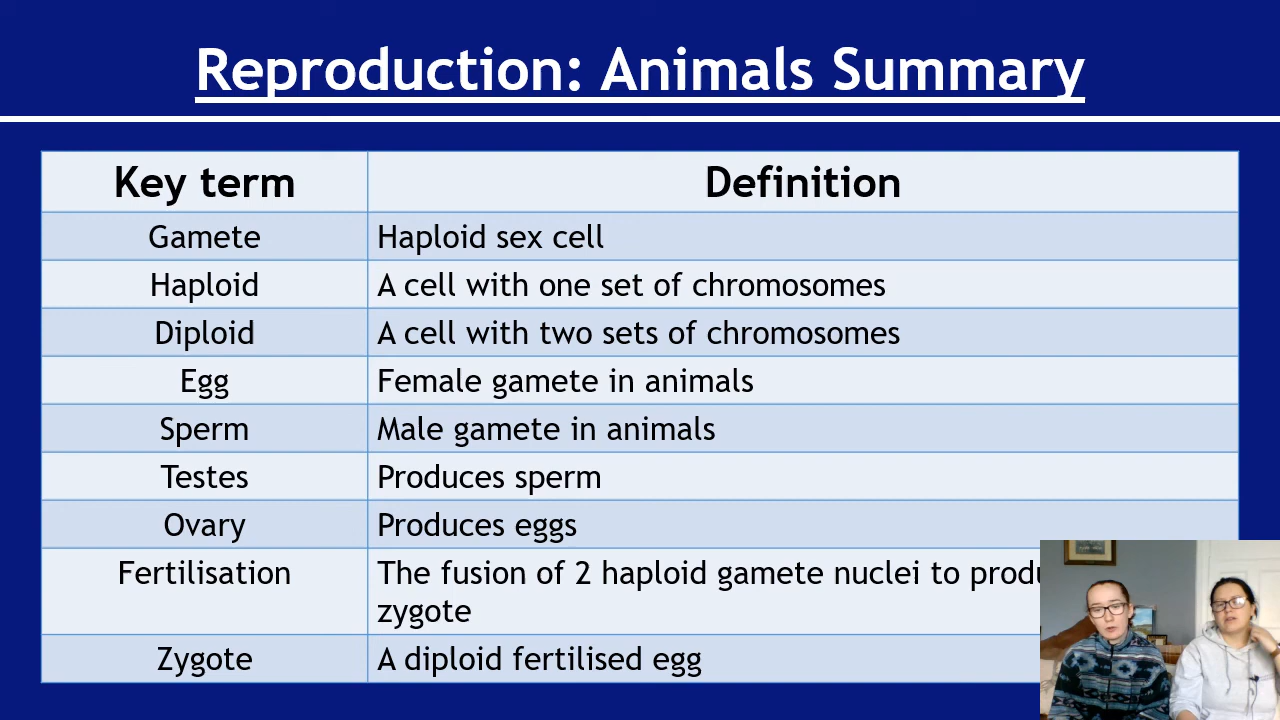 Reproduction: Animals Summary
Key term Definition
Gamete Haploid sex cell
Haploid A cell with one set of chromosomes
Diploid A cell with two sets of chromosomes
Egg Female gamete in animals
Sperm Male gamete in animals
Testes Produces sperm
Ovary Produces eggs
Fertilisation The fusion of 2 haploid gamete nuclei to
zygote
Zygote A diploid fertilised egg